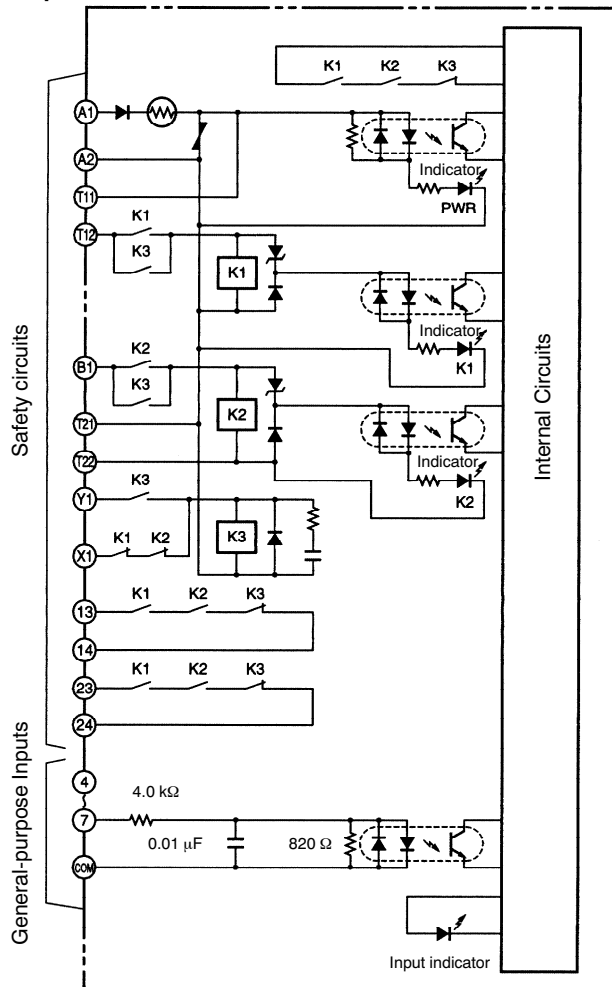 K1 K2 K3
A1
A2
Indicator
PWR
T11
K1
T12
K3
K1
Indicator
K1
K2
B1
K3
K2
T21
Indicator
T22
K2
K3
Y1
K3
K1 K2
X1
K1 K2 K3
13
14
K1 K2 K3
23
24
4
4.0 kΩ
7
0.01 µF
820 Ω
COM
Input indicator
Safety circuits
General-purpose Inputs
Internal Circuits